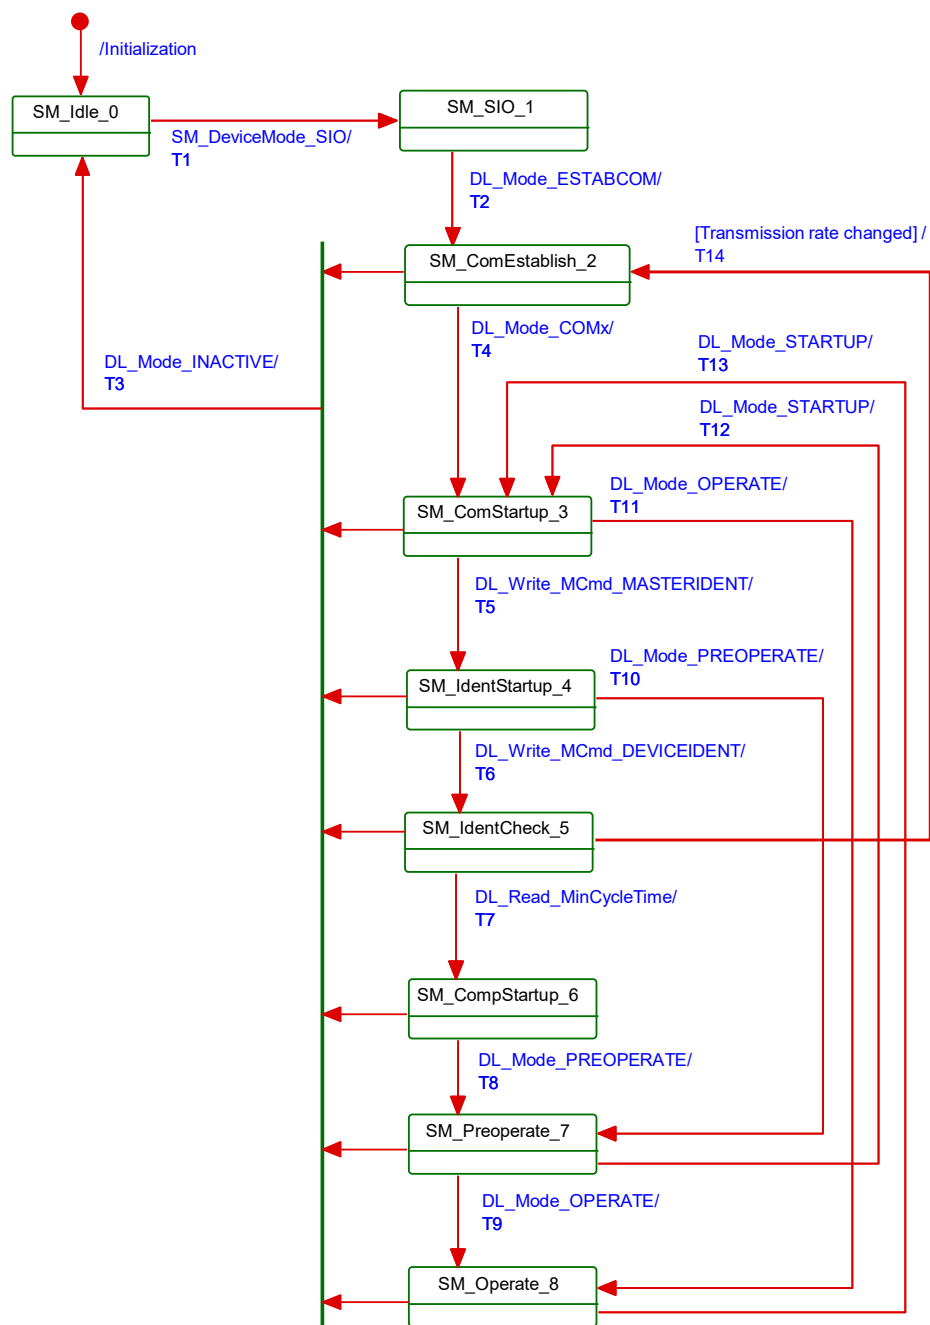 /Initialization
SM_Idle_0
SM_SIO_1
SM_DeviceMode_SIO/
T1
DL_Mode_ESTABCOM/
T2
[Transmission rate changed] /
T14
SM_ComEstablish_2
DL_Mode_COMx/
T4
DL_Mode_STARTUP/
T13
DL_Mode_INACTIVE/
T3
DL_Mode_STARTUP/
T12
DL_Mode_OPERATE/
T11
SM_ComStartup_3
DL_Write_MCmd_MASTERIDENT/
T5
DL_Mode_PREOPERATE/
T10
SM_IdentStartup_4
DL_Write_MCmd_DEVICEIDENT/
T6
SM_IdentCheck_5
DL_Read_MinCycleTime/
T7
SM_CompStartup_6
DL_Mode_PREOPERATE/
T8
SM_Preoperate_7
DL_Mode_OPERATE/
T9
SM_Operate_8